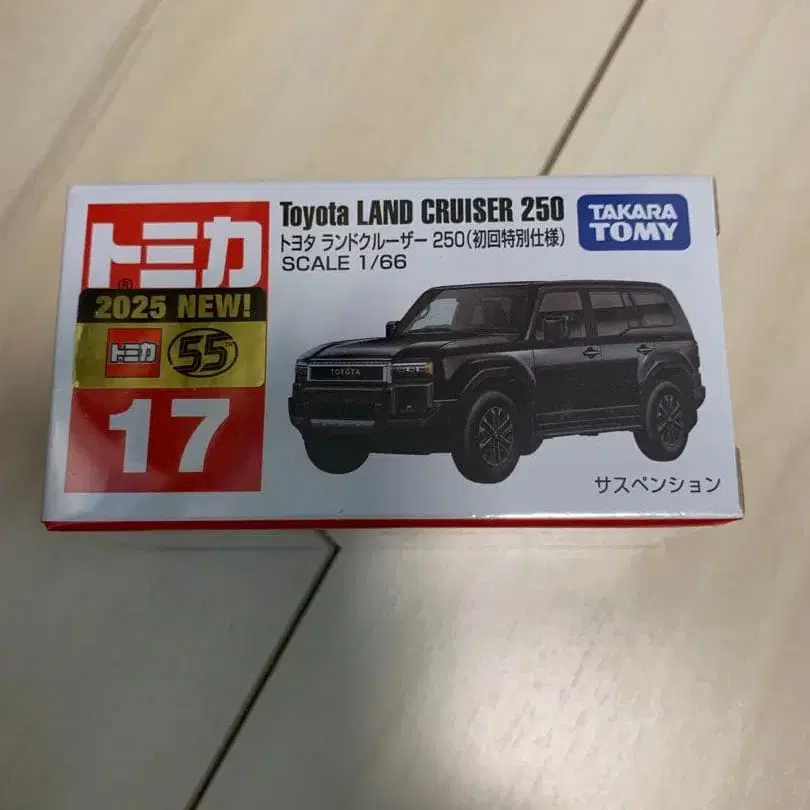 トミカ
®
2025 NEW!
トミカ 55
17
Toyota LAND CRUISER 250
トヨタ ランドクルーザー 250(初回特別仕様)
SCALE 1/66
TAKARA
TOMY
TOYOTA
サスペンション